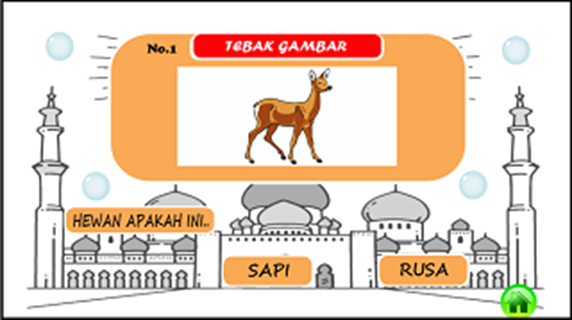 No.1
TEBAK GAMBAR
HEWAN APAKAH INI..
SAPI
RUSA